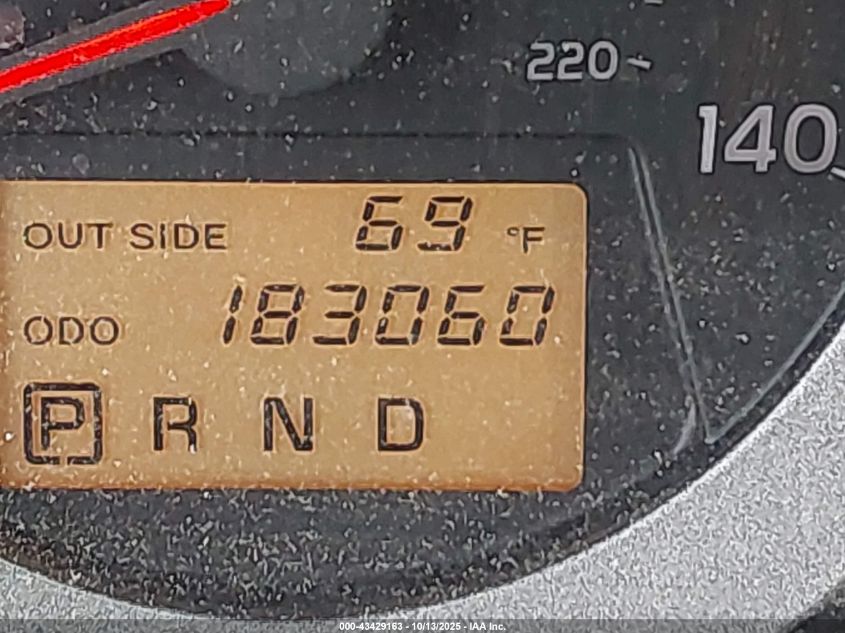 220
140
OUT SIDE 69 °F
ODO 183060
P R N D
000-43429163 - 10/13/2025 - IAA Inc.